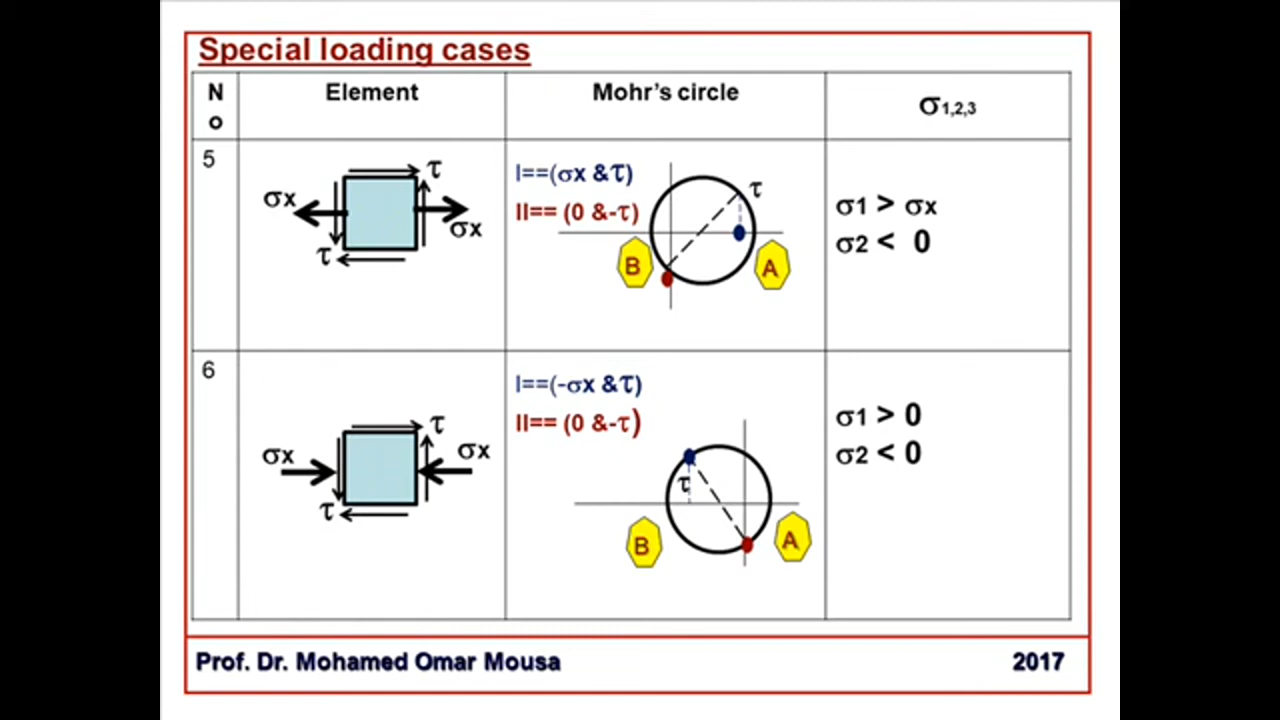 Special loading cases
N
o
Element
Mohr's circle
σ1,2,3
5
σx
τ
σx
τ
I==(σx &τ)
II== (0 &-τ)
τ
B
A
σ1 > σx
σ2 < 0
6
σx
τ
σx
τ
I==(-σx &τ)
II== (0 &-τ)
τ
B
A
σ1 > 0
σ2 < 0
Prof. Dr. Mohamed Omar Mousa
2017